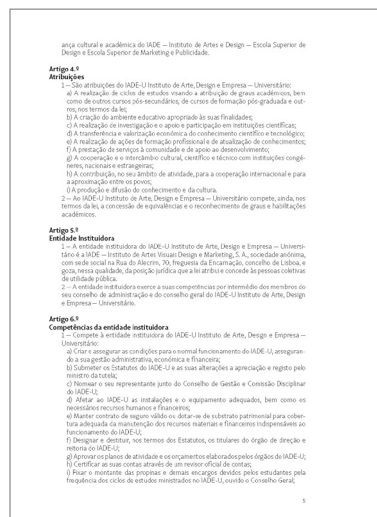 ança cultural e académica do IADE — Instituto de Artes e Design — Escola Superior de
Design e Escola Superior de Marketing e Publicidade.
Artigo 4.º
Atribuições
1 — São atribuições do IADE-U Instituto de Arte, Design e Empresa — Universitário:
a) A realização de ciclos de estudos visando a atribuição de graus académicos, bem
como de outros cursos pós-secundários, de cursos de formação pós-graduada e out-
ros, nos termos da lei;
b) A criação do ambiente educativo apropriado às suas finalidades;
c) A realização de investigação e o apoio e participação em instituições científicas;
d) A transferência e valorização económica do conhecimento científico e tecnológico;
e) A realização de ações de formação profissional e de atualização de conhecimentos;
f) A prestação de serviços à comunidade e de apoio ao desenvolvimento;
g) A cooperação e o intercâmbio cultural, científico e técnico com instituições congé-
neres, nacionais e estrangeiras;
h) A contribuição, no seu âmbito de atividade, para a cooperação internacional e para
a aproximação entre os povos;
i) A produção e difusão do conhecimento e da cultura.
2 — Ao IADE-U Instituto de Arte, Design e Empresa — Universitário compete, ainda, nos
termos da lei, a concessão de equivalências e o reconhecimento de graus e habilitações
académicos.
Artigo 5.º
Entidade Instituidora
1 — A entidade instituidora do IADE-U Instituto de Arte, Design e Empresa — Universi-
tário é a IADE — Instituto de Artes Visuais Design e Marketing, S. A., sociedade anónima,
com sede social na Rua do Alecrim, 70, freguesia da Encarnação, concelho de Lisboa, e
goza, nessa qualidade, da posição jurídica que a lei atribui e concede às pessoas coletivas
de utilidade pública.
2 — A entidade instituidora exerce a suas competências por intermédio dos membros do
seu conselho de administração e do conselho geral do IADE-U Instituto de Arte, Design
e Empresa — Universitário.
Artigo 6.º
Competências da entidade instituidora
1 — Compete à entidade instituidora do IADE-U Instituto de Arte, Design e Empresa —
Universitário:
a) Criar e assegurar as condições para o normal funcionamento do IADE-U, asseguran-
do a sua gestão administrativa, económica e financeira;
b) Submeter os Estatutos do IADE-U e as suas alterações a apreciação e registo pelo
ministro da tutela;
c) Nomear o seu representante junto do Conselho de Gestão e Comissão Disciplinar
do IADE-U;
d) Afetar ao IADE-U as instalações e o equipamento adequados, bem como os
necessários recursos humanos e financeiros;
e) Manter contrato de seguro válido ou dotar-se de substrato patrimonial para cober-
tura adequada da manutenção dos recursos materiais e financeiros indispensáveis ao
funcionamento do IADE-U;
f) Designar e destituir, nos termos dos Estatutos, os titulares do órgão de direção e
reitoria do IADE-U;
g) Aprovar os planos de atividade e os orçamentos elaborados pelos órgãos do IADE-U;
h) Certificar as suas contas através de um revisor oficial de contas;
i) Fixar o montante das propinas e demais encargos devidos pelos estudantes pela
frequência dos ciclos de estudos ministrados no IADE-U, ouvido o Conselho Geral;
5